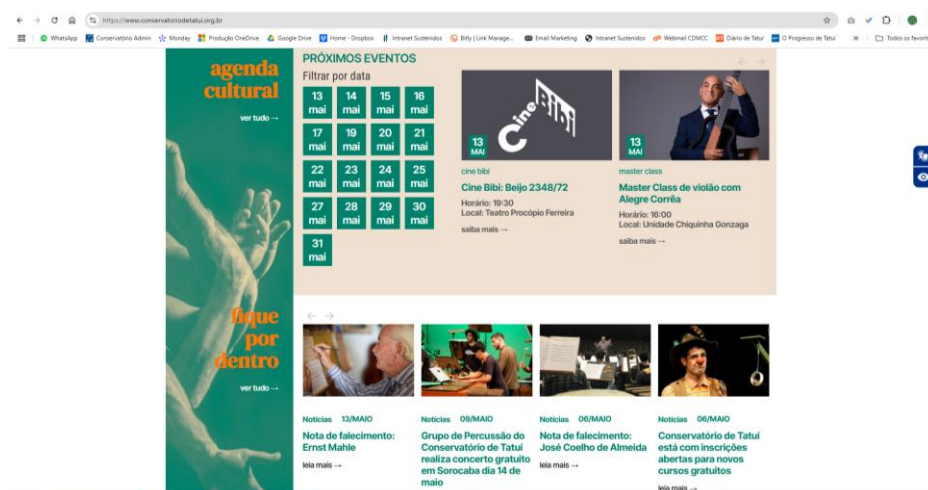 https://www.conservatoriodetatui.org.br
WhatsApp
Conservatório Admin
Monday
Produção OneDrive
Google Drive
Home - Dropbox
Intranet Sustenidos
Bitly | Link Manage...
Email Marketing
Intranet Sustenidos
Webmail CDMCC
Diário de Tatuí
O Progresso de Tatuí
Todos os favorit
agenda
cultural
ver tudo →
PRÓXIMOS EVENTOS
Filtrar por data
13 mai
14 mai
15 mai
16 mai
17 mai
19 mai
20 mai
21 mai
22 mai
23 mai
24 mai
25 mai
27 mai
28 mai
29 mai
30 mai
31 mai
Cine Bibi
13
MAI
cine bibi
Cine Bibi: Beijo 2348/72
Horário: 19:30
Local: Teatro Procópio Ferreira
saiba mais →
13
MAI
master class
Master Class de violão com
Alegre Corrêa
Horário: 16:00
Local: Unidade Chiquinha Gonzaga
saiba mais →
fique
por
dentro
ver tudo →
Notícias 13/MAIO
Nota de falecimento:
Ernst Mahle
leia mais →
Notícias 09/MAIO
Grupo de Percussão do
Conservatório de Tatuí
realiza concerto gratuito
em Sorocaba dia 14 de
maio
Notícias 06/MAIO
Nota de falecimento:
José Coelho de Almeida
leia mais →
Notícias 06/MAIO
Conservatório de Tatuí
está com inscrições
abertas para novos
cursos gratuitos
leia mais →